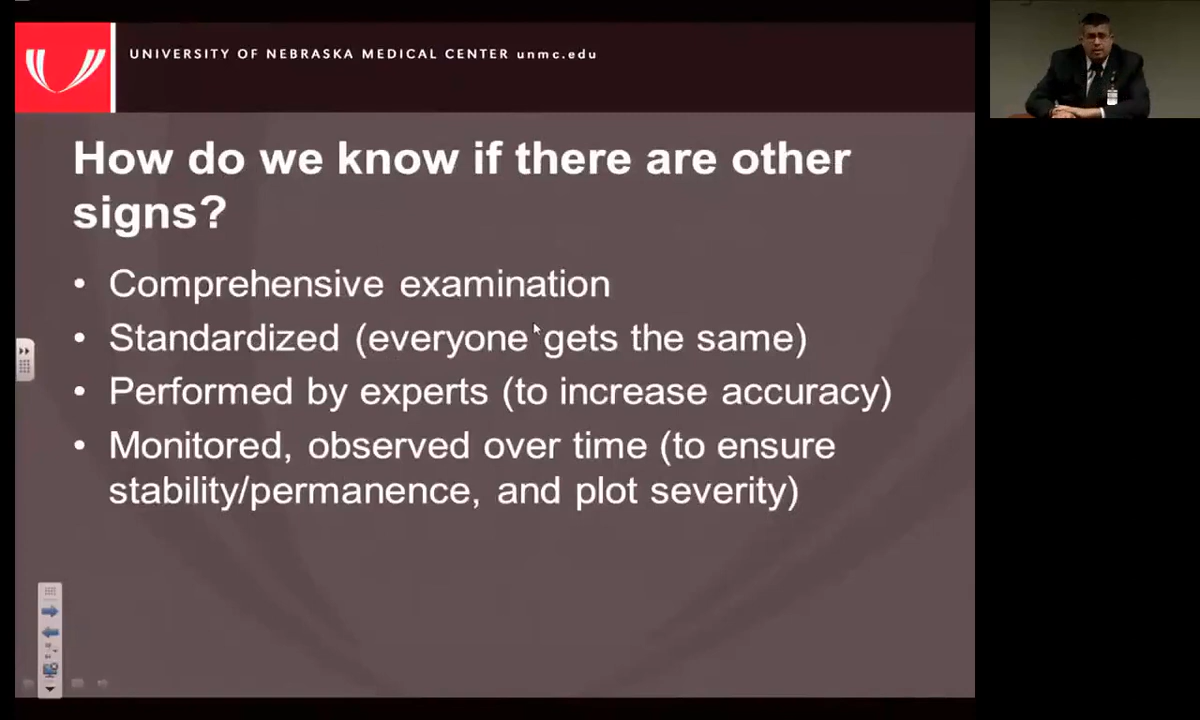 UNIVERSITY OF NEBRASKA MEDICAL CENTER unmc.edu
How do we know if there are other
signs?
• Comprehensive examination
• Standardized (everyone gets the same)
• Performed by experts (to increase accuracy)
• Monitored, observed over time (to ensure
stability/permanence, and plot severity)